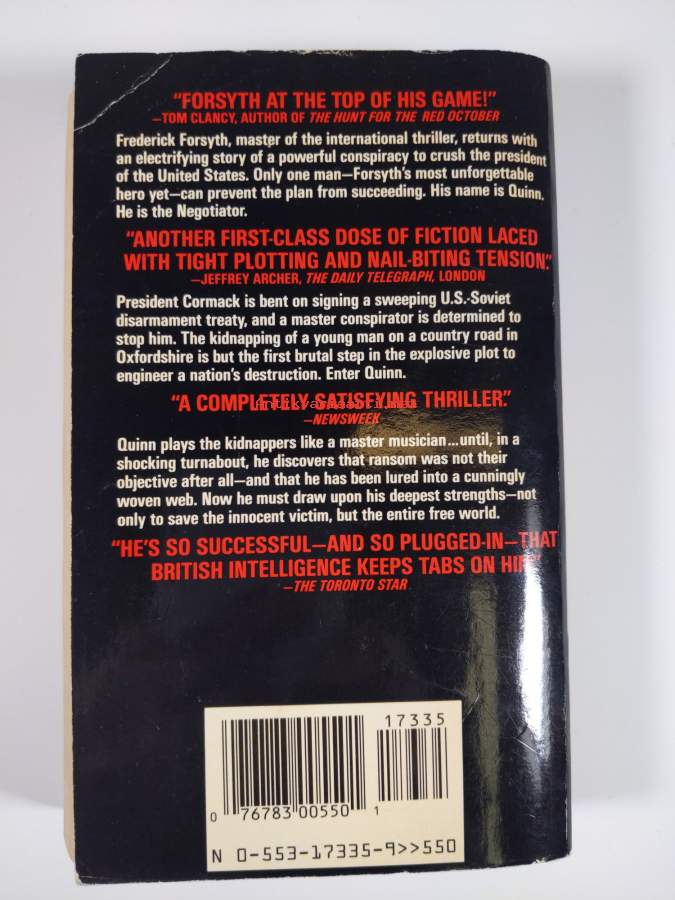 "FORSYTH AT THE TOP OF HIS GAME!"
—TOM CLANCY, AUTHOR OF THE HUNT FOR THE RED OCTOBER
Frederick Forsyth, master of the international thriller, returns with
an electrifying story of a powerful conspiracy to crush the president
of the United States. Only one man—Forsyth's most unforgettable
hero yet—can prevent the plan from succeeding. His name is Quinn.
He is the Negotiator.
"ANOTHER FIRST-CLASS DOSE OF FICTION LACED
WITH TIGHT PLOTTING AND NAIL-BITING TENSION."
—JEFFREY ARCHER, THE DAILY TELEGRAPH, LONDON
President Cormack is bent on signing a sweeping U.S.-Soviet
disarmament treaty, and a master conspirator is determined to
stop him. The kidnapping of a young man on a country road in
Oxfordshire is but the first brutal step in the explosive plot to
engineer a nation's destruction. Enter Quinn.
"A COMPLETELY SATISFYING THRILLER."
—NEWSWEEK
Quinn plays the kidnappers like a master musician...until, in a
shocking turnabout, he discovers that ransom was not their
objective after all—and that he has been lured into a cunningly
woven web. Now he must draw upon his deepest strengths—not
only to save the innocent victim, but the entire free world.
"HE'S SO SUCCESSFUL—AND SO PLUGGED-IN—THAT
BRITISH INTELLIGENCE KEEPS TABS ON HIM."
—THE TORONTO STAR
17335
0 76783 00550 1
N 0-553-17335-9>>550